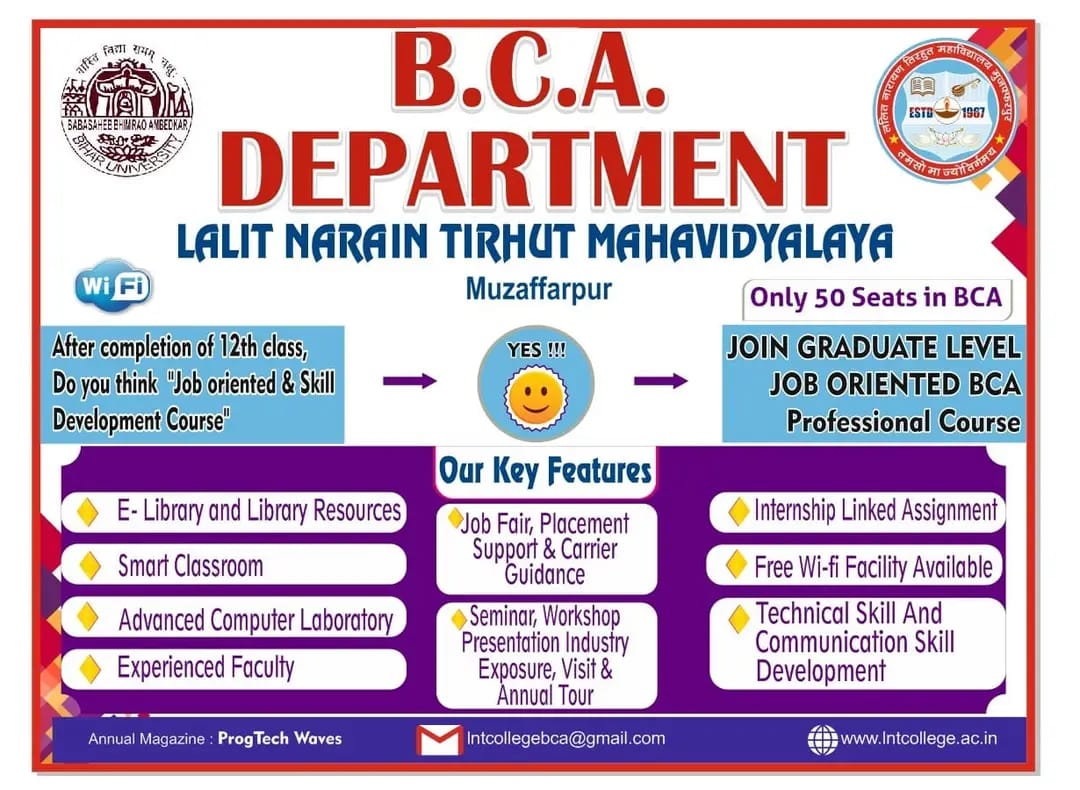 B.C.A.
DEPARTMENT
LALIT NARAIN TIRHUT MAHAVIDYALAYA
Muzaffarpur
नास्ति विद्या समम् चक्षु:
BABASAHEB BHIMRAO AMBEDKAR
BIHAR UNIVERSITY
ललित नारायण तिरहुत महाविद्यालय मुजफ्फरपुर
ESTD 1967
तमसो मा ज्योतिर्गमय
Wi Fi
Only 50 Seats in BCA
After completion of 12th class,
Do you think "Job oriented & Skill
Development Course"
YES !!!
JOIN GRADUATE LEVEL
JOB ORIENTED BCA
Professional Course
Our Key Features
E- Library and Library Resources
Smart Classroom
Advanced Computer Laboratory
Experienced Faculty
Job Fair, Placement
Support & Carrier
Guidance
Seminar, Workshop
Presentation Industry
Exposure, Visit &
Annual Tour
Internship Linked Assignment
Free Wi-fi Facility Available
Technical Skill And
Communication Skill
Development
Annual Magazine : ProgTech Waves
lntcollegebca@gmail.com
www.lntcollege.ac.in